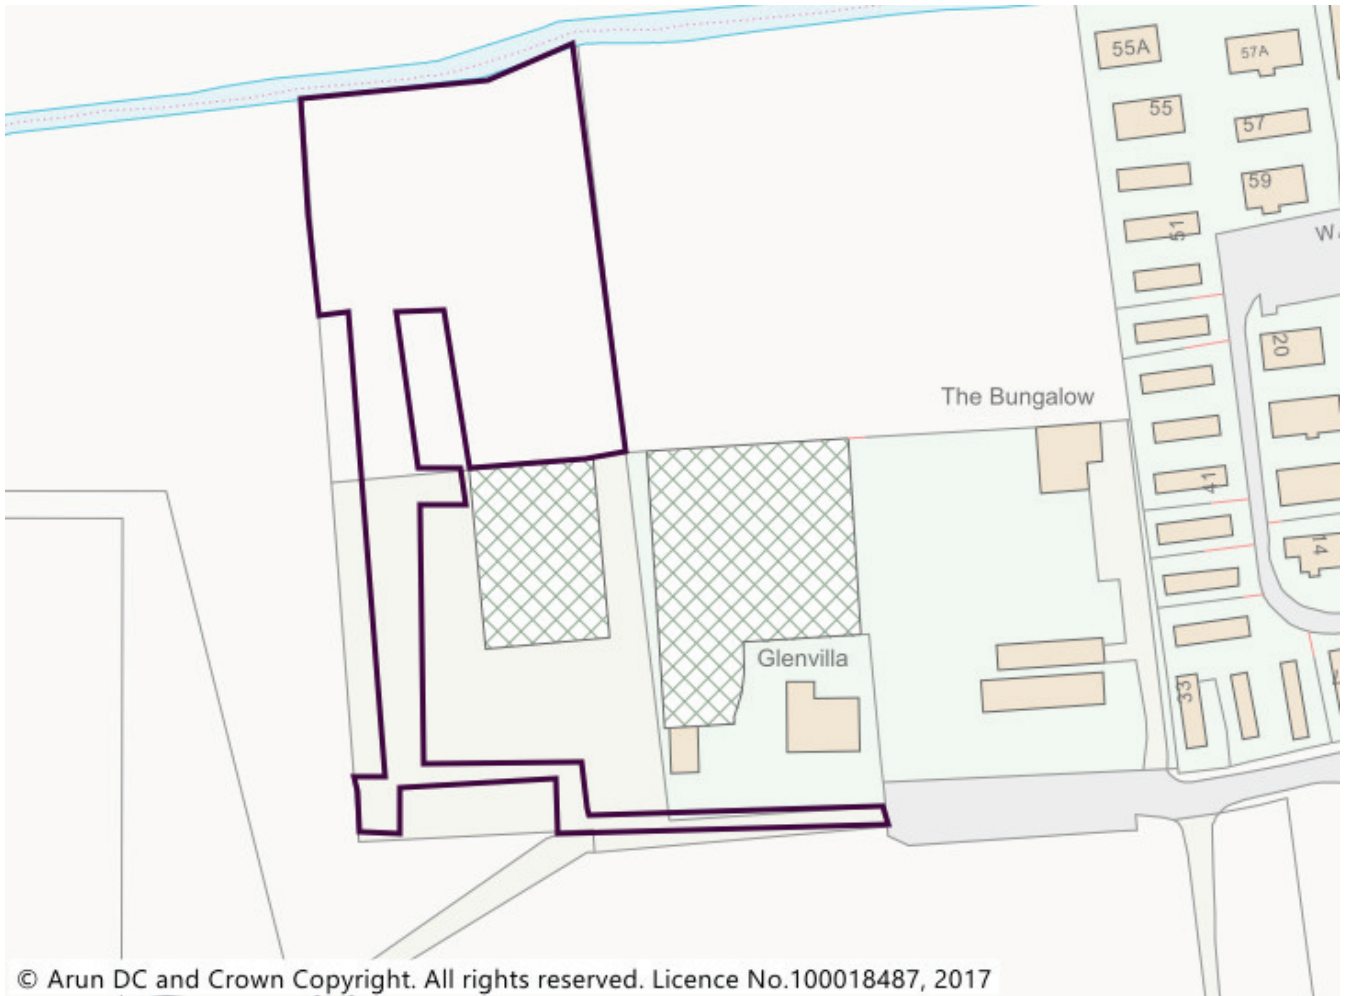 55A
57A
55
57
59
51
W
20
The Bungalow
41
14
Glenvilla
33
© Arun DC and Crown Copyright. All rights reserved. Licence No.100018487, 2017